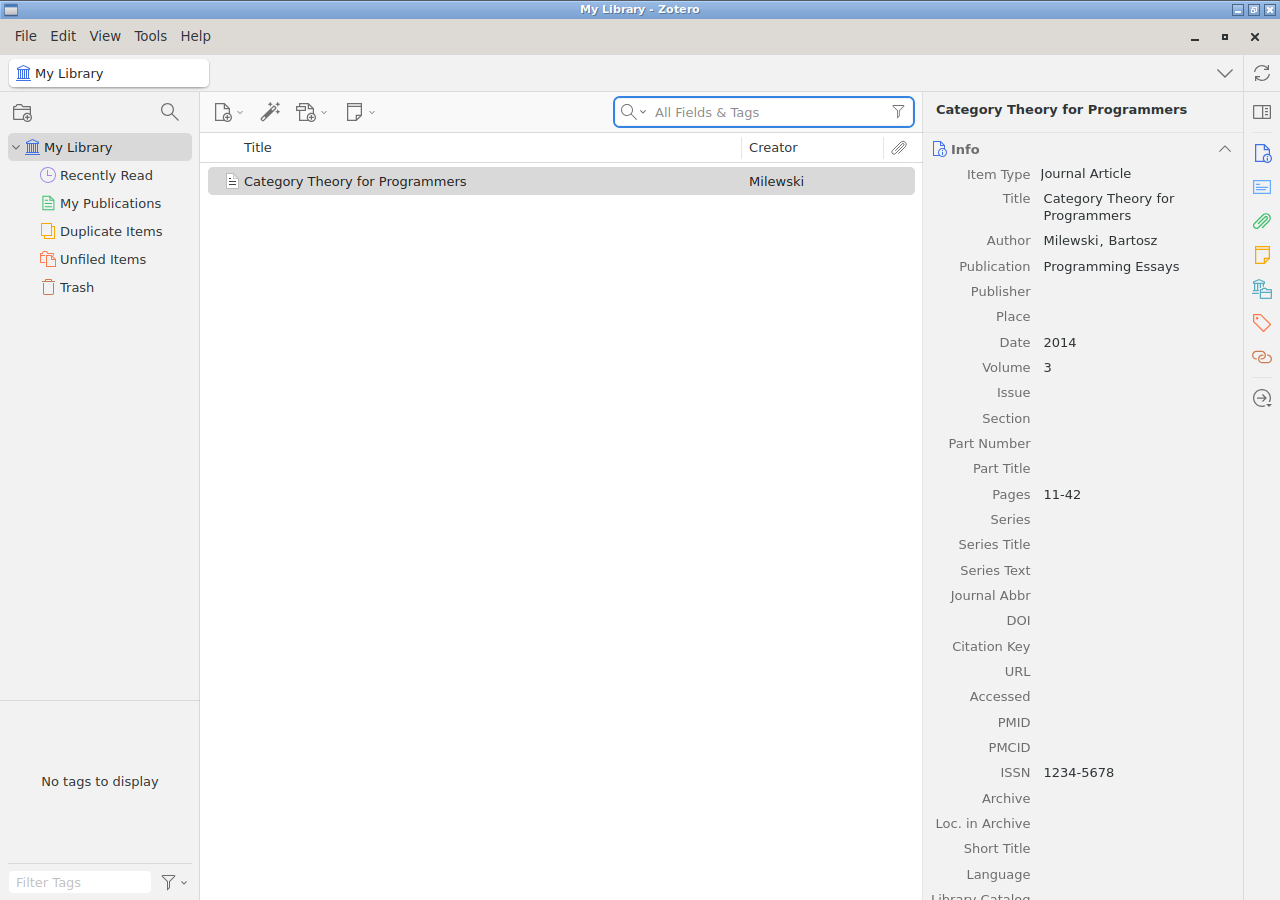 My Library - Zotero
File Edit View Tools Help
My Library
All Fields & Tags
My Library
Recently Read
My Publications
Duplicate Items
Unfiled Items
Trash
No tags to display
Filter Tags
Title Creator
Category Theory for Programmers Milewski
Category Theory for Programmers
Info
Item Type Journal Article
Title Category Theory for
Programmers
Author Milewski, Bartosz
Publication Programming Essays
Publisher
Place
Date 2014
Volume 3
Issue
Section
Part Number
Part Title
Pages 11-42
Series
Series Title
Series Text
Journal Abbr
DOI
Citation Key
URL
Accessed
PMID
PMCID
ISSN 1234-5678
Archive
Loc. in Archive
Short Title
Language
Library Catalog